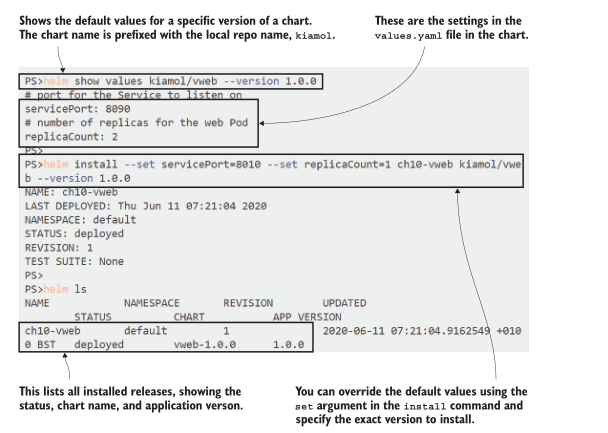 Shows the default values for a specific version of a chart.
The chart name is prefixed with the local repo name, kiamol.
These are the settings in the
values.yaml file in the chart.
PS>helm show values kiamol/vweb --version 1.0.0
# port for the Service to listen on
servicePort: 8090
# number of replicas for the web Pod
replicaCount: 2
PS>
PS>helm install --set servicePort=8010 --set replicaCount=1 ch10-vweb kiamol/vwe
b --version 1.0.0
NAME: ch10-vweb
LAST DEPLOYED: Thu Jun 11 07:21:04 2020
NAMESPACE: default
STATUS: deployed
REVISION: 1
TEST SUITE: None
PS>
PS>helm ls
NAME NAMESPACE REVISION UPDATED
STATUS CHART APP VERSION
ch10-vweb default 1 2020-06-11 07:21:04.9162549 +010
0 BST deployed vweb-1.0.0 1.0.0
This lists all installed releases, showing the
status, chart name, and application verson.
You can override the default values using the
set argument in the install command and
specify the exact version to install.